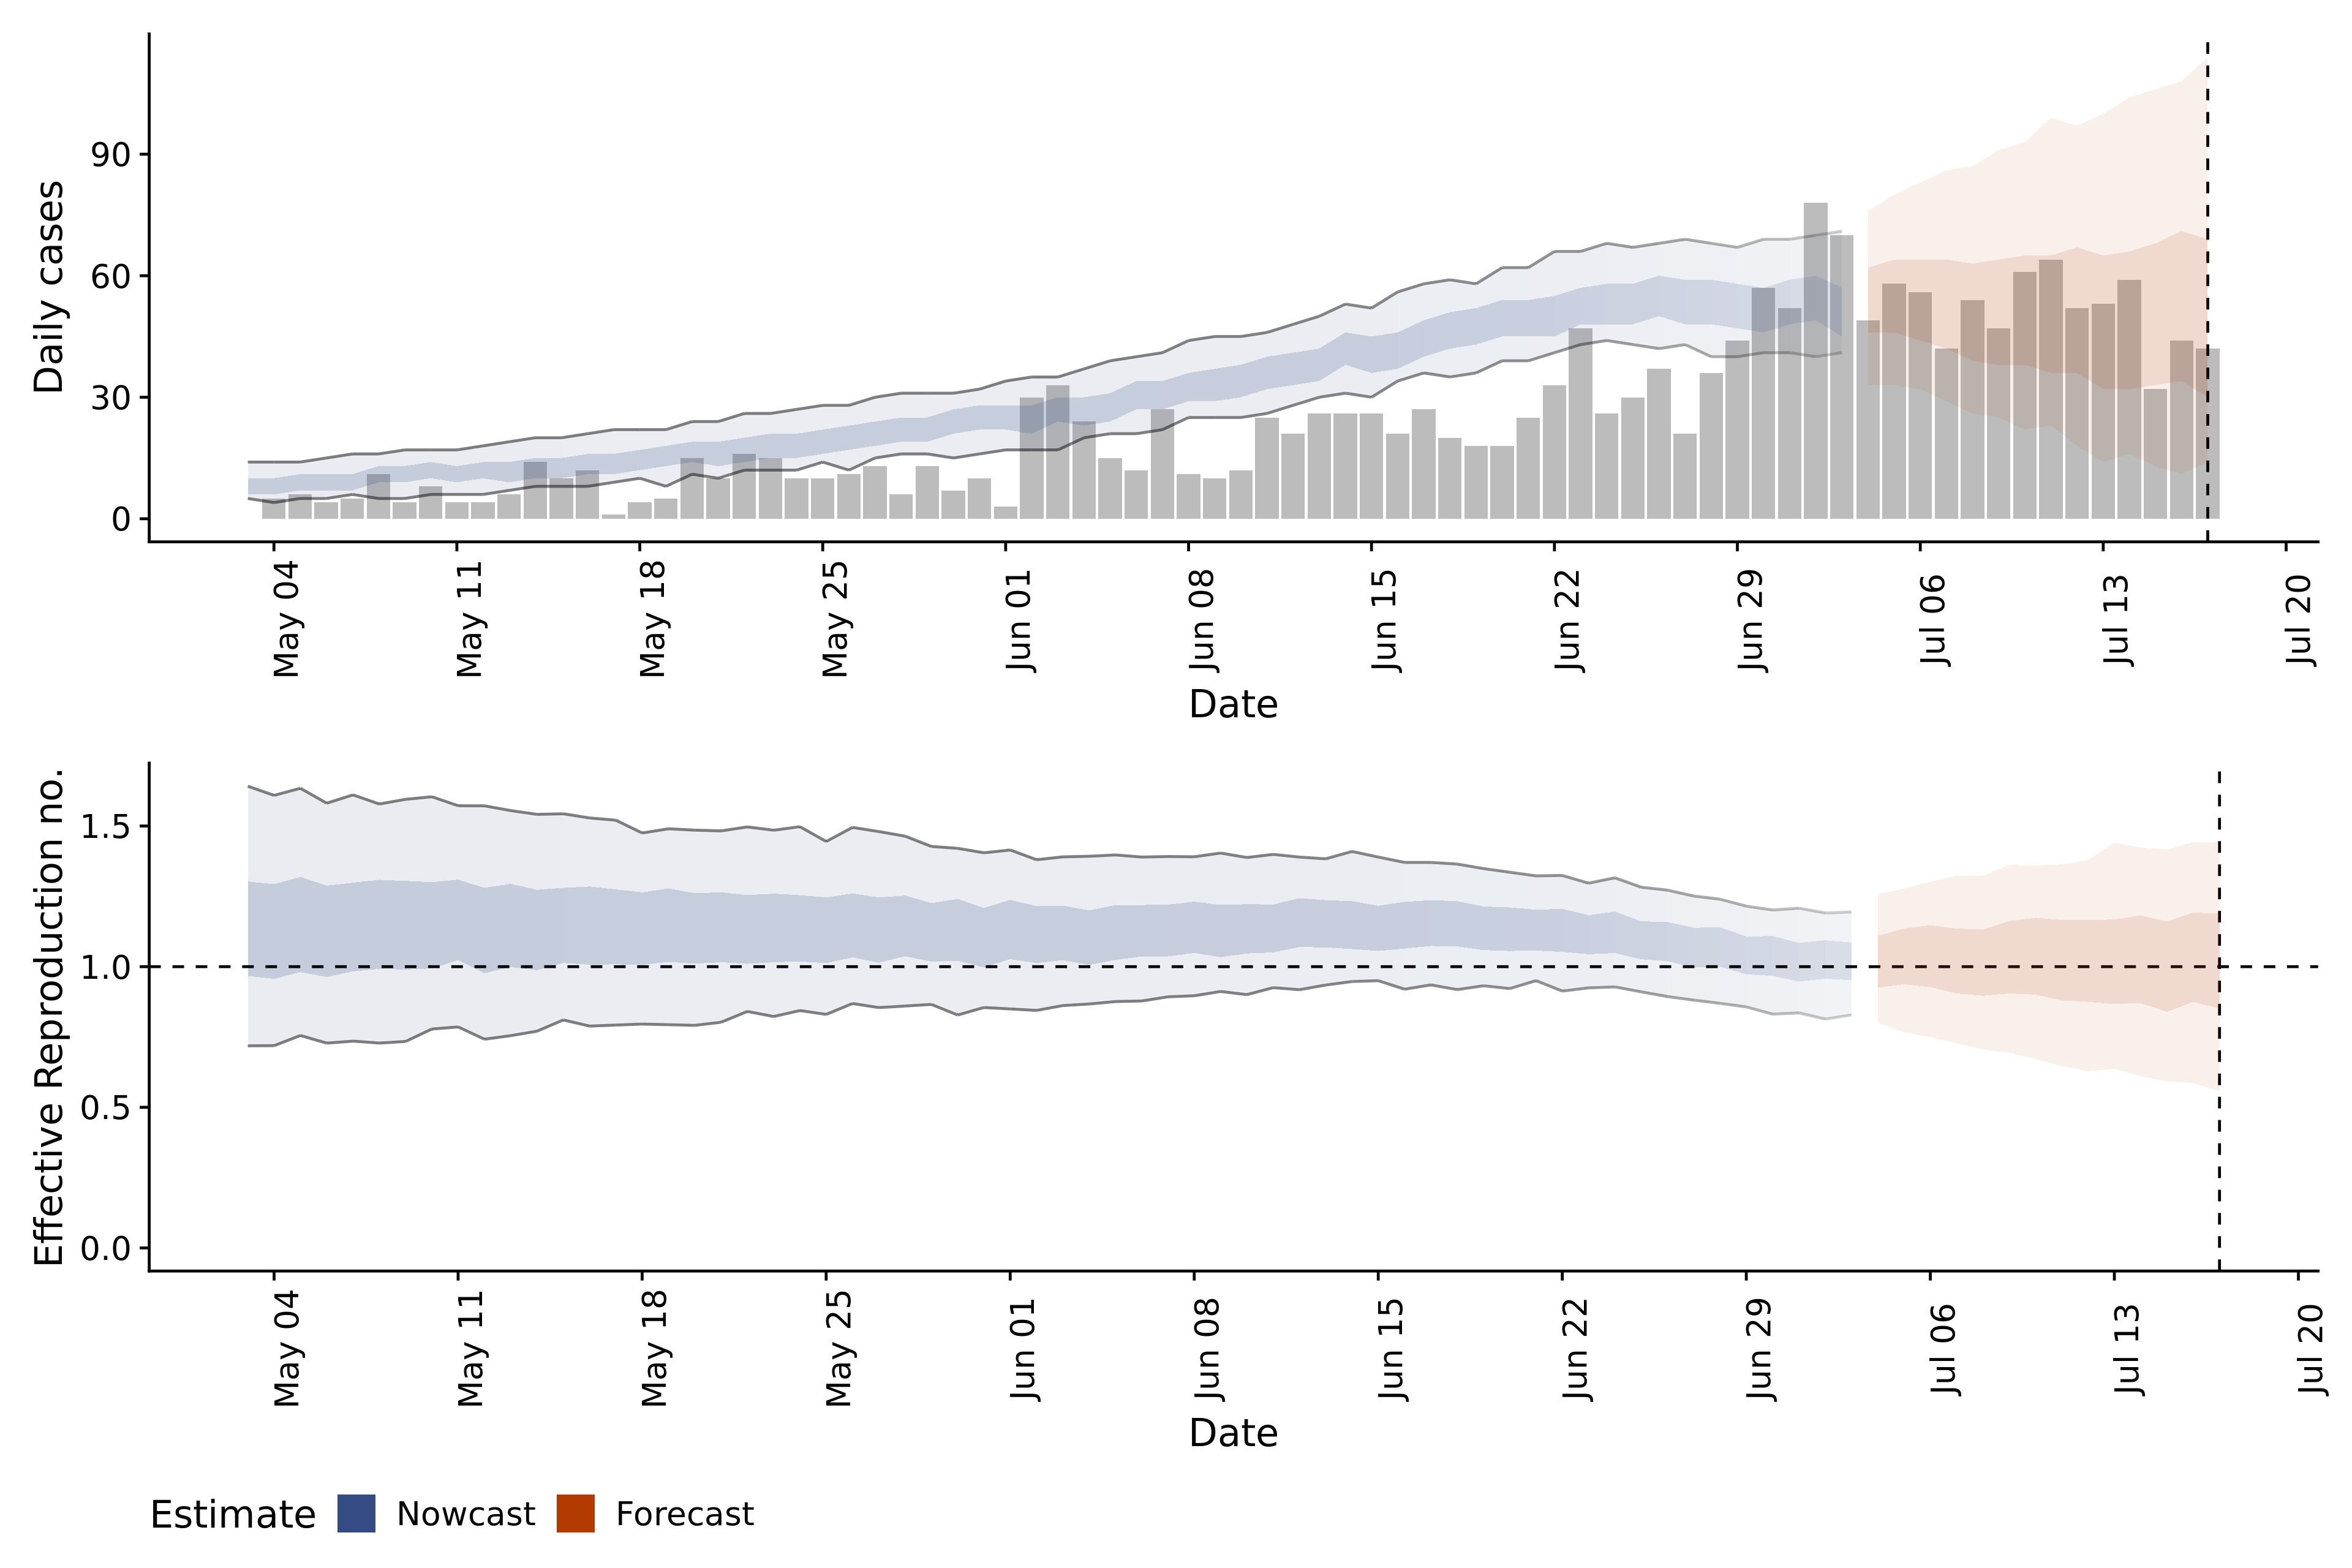 Daily cases
90
60
30
0
May 04 May 11 May 18 May 25 Jun 01 Jun 08 Jun 15 Jun 22 Jun 29 Jul 06 Jul 13 Jul 20
Date
Effective Reproduction no.
1.5
1.0
0.5
0.0
May 04 May 11 May 18 May 25 Jun 01 Jun 08 Jun 15 Jun 22 Jun 29 Jul 06 Jul 13 Jul 20
Date
Estimate Nowcast Forecast